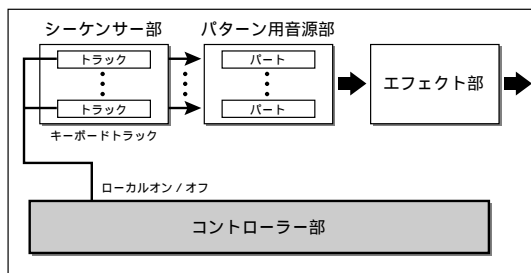 シーケンサー部
パターン用音源部
トラック
パート
エフェクト部
トラック
パート
キーボードトラック
ローカルオン / オフ
コントローラー部